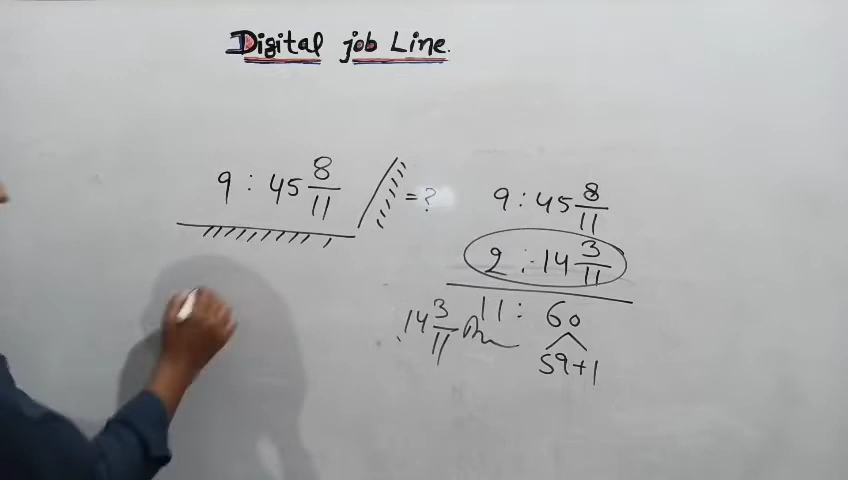 Digital job Line.
9 : 45 8/11 = ?
9 : 45 8/11
2 : 14 3/11
11 : 60
59+1
14 3/11 Ans